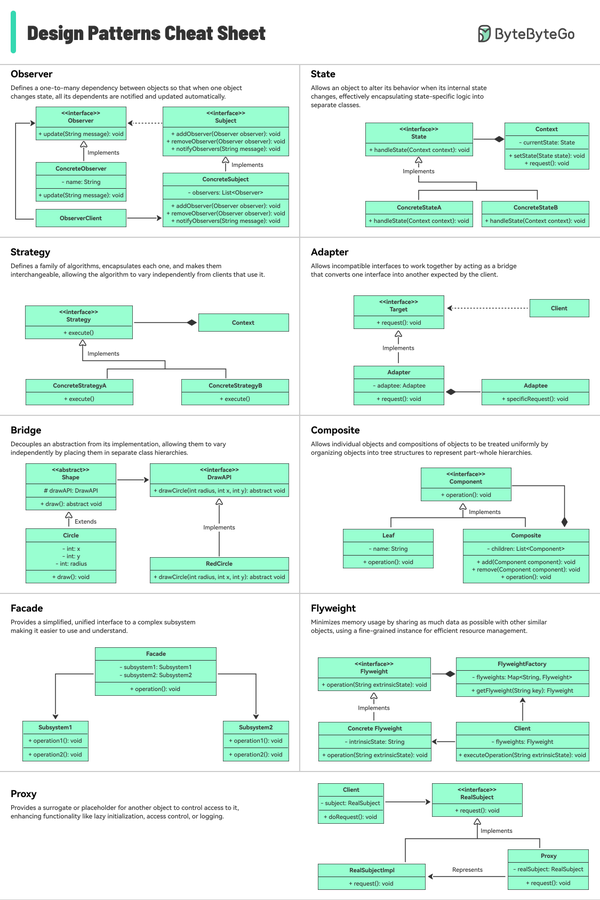 Design Patterns Cheat Sheet
ByteByteGo
Observer
Defines a one-to-many dependency between objects so that when one object
changes state, all its dependents are notified and updated automatically.
<<interface>>
Observer
+ update(String message): void
<<interface>>
Subject
+ addObserver(Observer observer): void
+ removeObserver(Observer observer): void
+ notifyObservers(String message): void
Implements
Implements
ConcreteObserver
- name: String
+ update(String message): void
ConcreteSubject
- observers: List<Observer>
+ addObserver(Observer observer): void
+ removeObserver(Observer observer): void
+ notifyObservers(String message): void
ObserverClient
State
Allows an object to alter its behavior when its internal state
changes, effectively encapsulating state-specific logic into
separate classes.
<<interface>>
State
+ handleState(Context context): void
Context
- currentState: State
+ setState(State state): void
+ request(): void
Implements
ConcreteStateA
+ handleState(Context context): void
ConcreteStateB
+ handleState(Context context): void
Strategy
Defines a family of algorithms, encapsulates each one, and makes them
interchangeable, allowing the algorithm to vary independently from clients that use it.
<<interface>>
Strategy
+ execute()
Context
Implements
ConcreteStrategyA
+ execute()
ConcreteStrategyB
+ execute()
Adapter
Allows incompatible interfaces to work together by acting as a bridge
that converts one interface into another expected by the client.
<<interface>>
Target
+ request(): void
Client
Implements
Adapter
- adaptee: Adaptee
+ request(): void
Adaptee
+ specificRequest(): void
Bridge
Decouples an abstraction from its implementation, allowing them to vary
independently by placing them in separate class hierarchies.
<<abstract>>
Shape
# drawAPI: DrawAPI
+ draw(): abstract void
<<interface>>
DrawAPI
+ drawCircle(int radius, int x, int y): abstract void
Extends
Implements
Circle
- int: x
- int: y
- int: radius
+ draw(): void
RedCircle
+ drawCircle(int radius, int x, int y): abstract void
Composite
Allows individual objects and compositions of objects to be treated uniformly by
organizing objects into tree structures to represent part-whole hierarchies.
<<interface>>
Component
+ operation(): void
Implements
Leaf
- name: String
+ operation(): void
Composite
- children: List<Component>
+ add(Component component): void
+ remove(Component component): void
+ operation(): void
Facade
Provides a simplified, unified interface to a complex subsystem
making it easier to use and understand.
Facade
- subsystem1: Subsystem1
- subsystem2: Subsystem2
+ operation(): void
Subsystem1
+ operation1(): void
+ operation2(): void
Subsystem2
+ operation1(): void
+ operation2(): void
Flyweight
Minimizes memory usage by sharing as much data as possible with other similar
objects, using a fine-grained instance for efficient resource management.
<<interface>>
Flyweight
+ operation(String extrinsicState): void
FlyweightFactory
- flyweights: Map<String, Flyweight>
+ getFlyweight(String key): Flyweight
Implements
Concrete Flyweight
- intrinsicState: String
+ operation(String extrinsicState): void
Client
- flyweights: Flyweight
+ executeOperation(String extrinsicState): void
Proxy
Provides a surrogate or placeholder for another object to control access to it,
enhancing functionality like lazy initialization, access control, or logging.
Client
- subject: RealSubject
+ doRequest(): void
<<interface>>
RealSubject
+ request(): void
Implements
RealSubjectImpl
+ request(): void
Represents
Proxy
- realSubject: RealSubject
+ request(): void